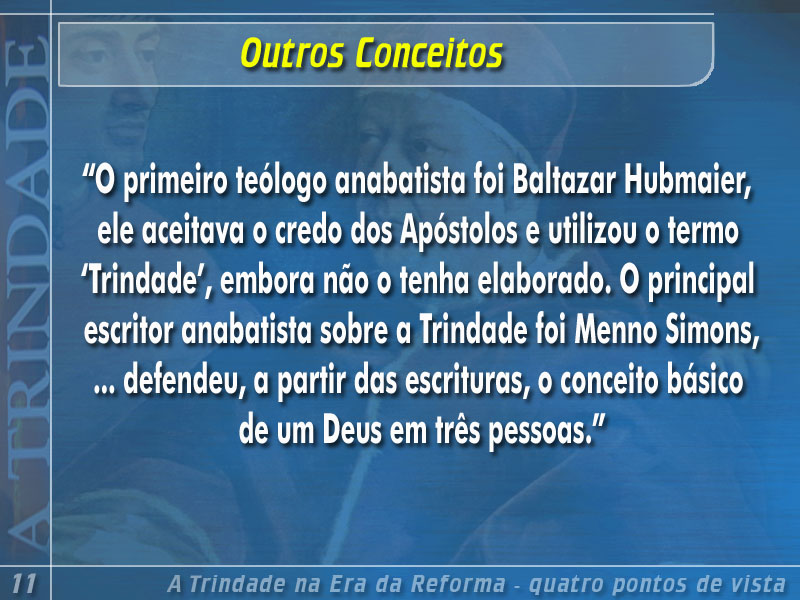 Outros Conceitos
“O primeiro teólogo anabatista foi Baltazar Hubmaier,
ele aceitava o credo dos Apóstolos e utilizou o termo
‘Trindade’, embora não o tenha elaborado. O principal
escritor anabatista sobre a Trindade foi Menno Simons,
... defendeu, a partir das escrituras, o conceito básico
de um Deus em três pessoas.”
A TRINDADE
11
A Trindade na Era da Reforma - quatro pontos de vista